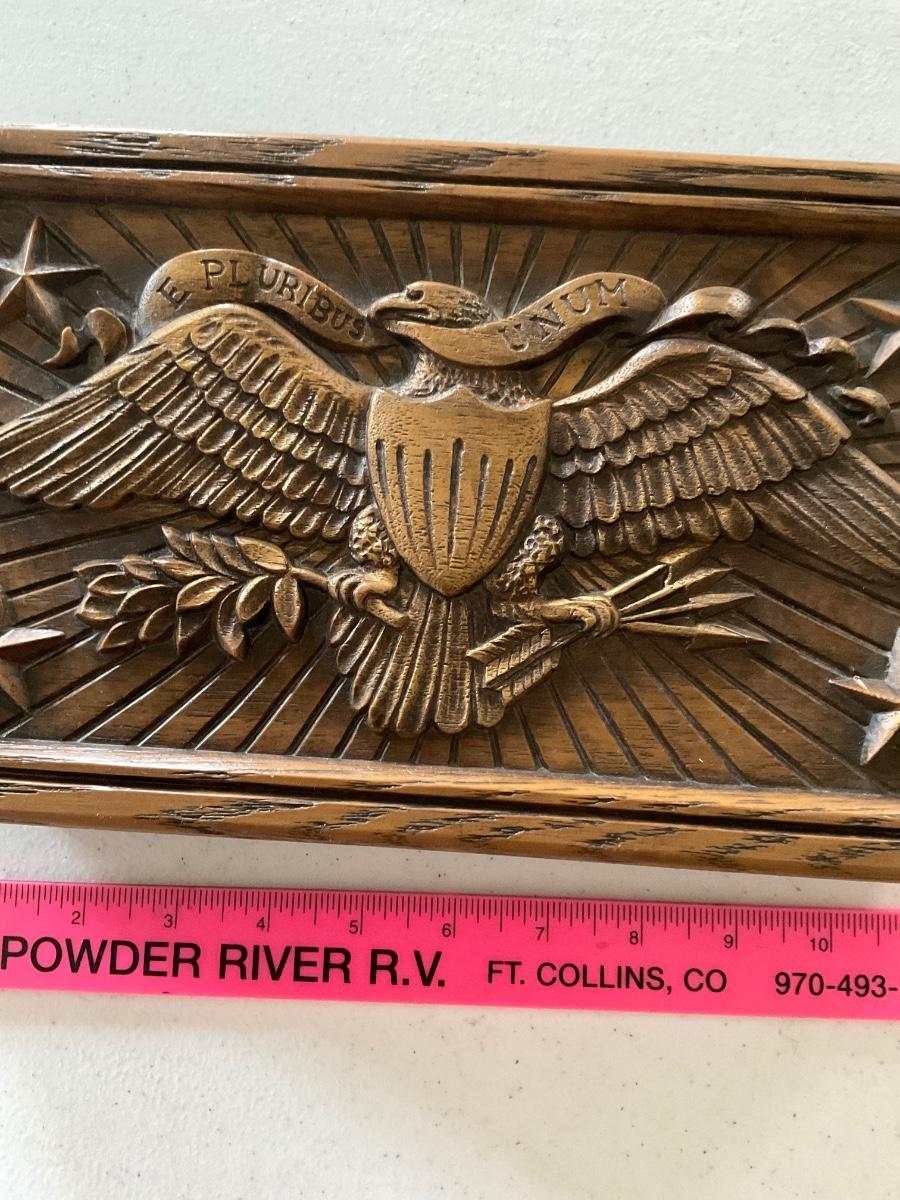 E PLURIBUS UNUM
2 3 4 5 6 7 8 9 10
POWDER RIVER R.V. FT. COLLINS, CO 970-493-